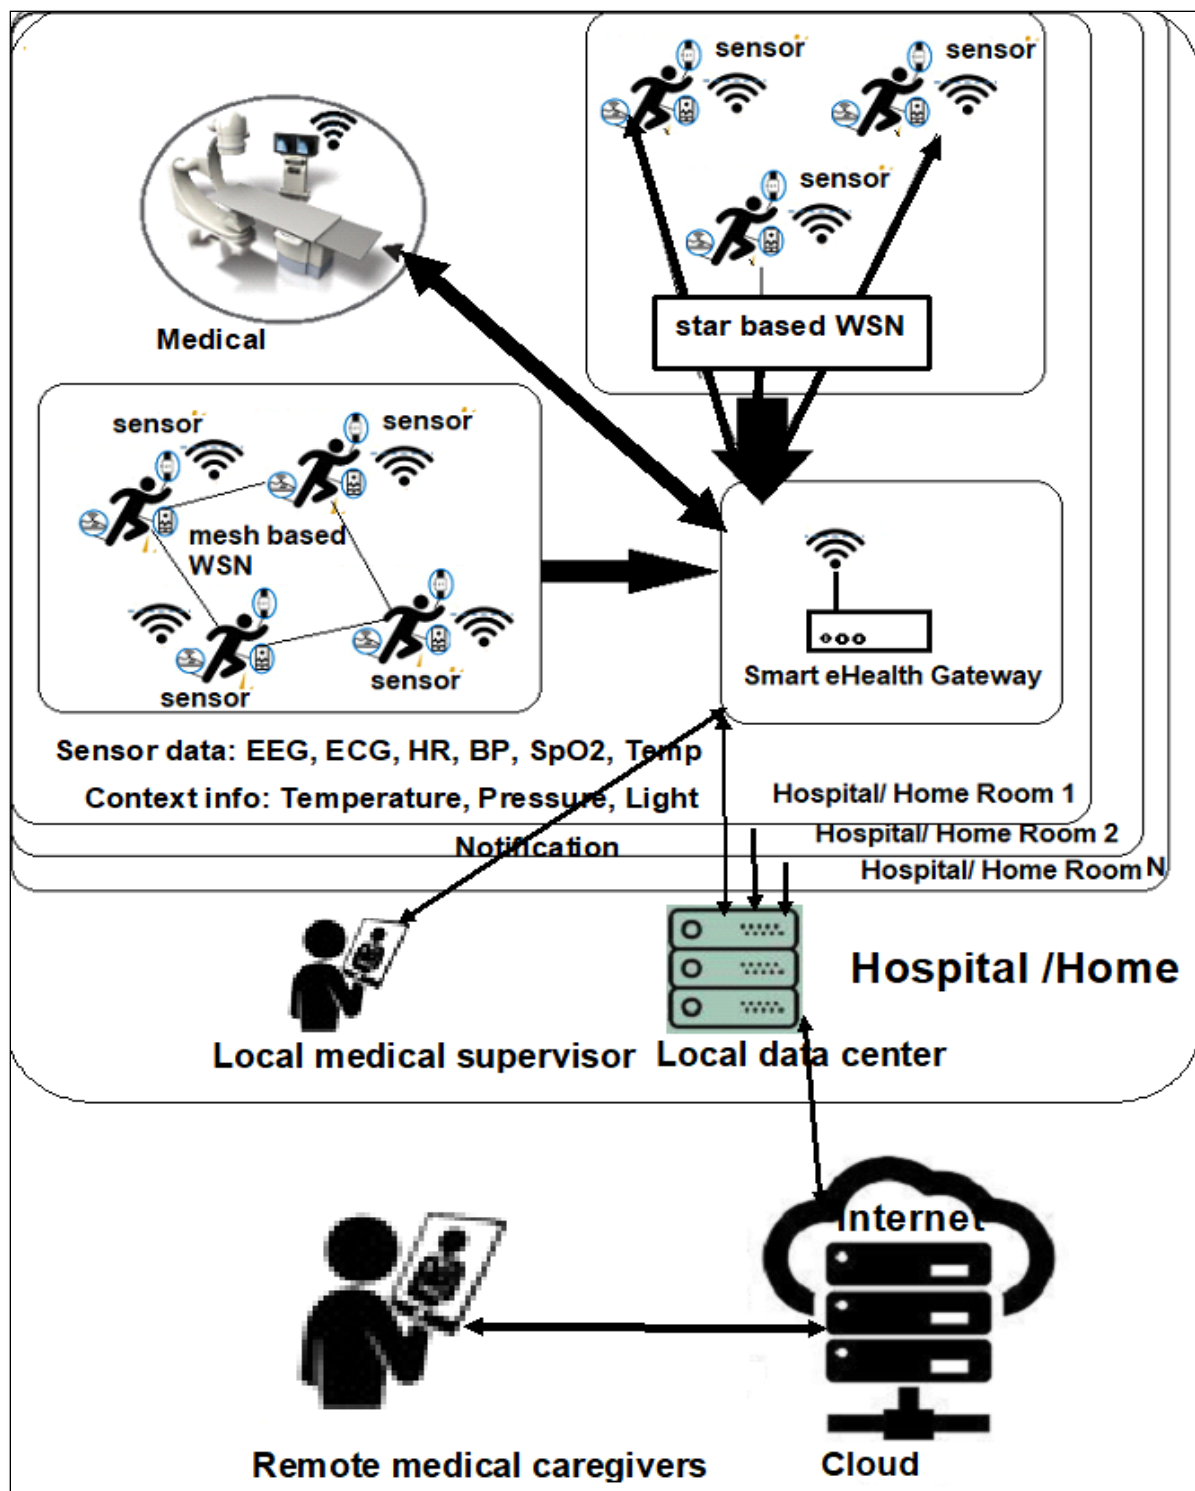 sensor
sensor
sensor
star based WSN
Medical
sensor
sensor
mesh based
WSN
sensor
sensor
Smart eHealth Gateway
Sensor data: EEG, ECG, HR, BP, SpO2, Temp
Context info: Temperature, Pressure, Light
Hospital/ Home Room 1
Notification
Hospital/ Home Room 2
Hospital/ Home Room N
Hospital /Home
Local medical supervisor
Local data center
Internet
Remote medical caregivers
Cloud